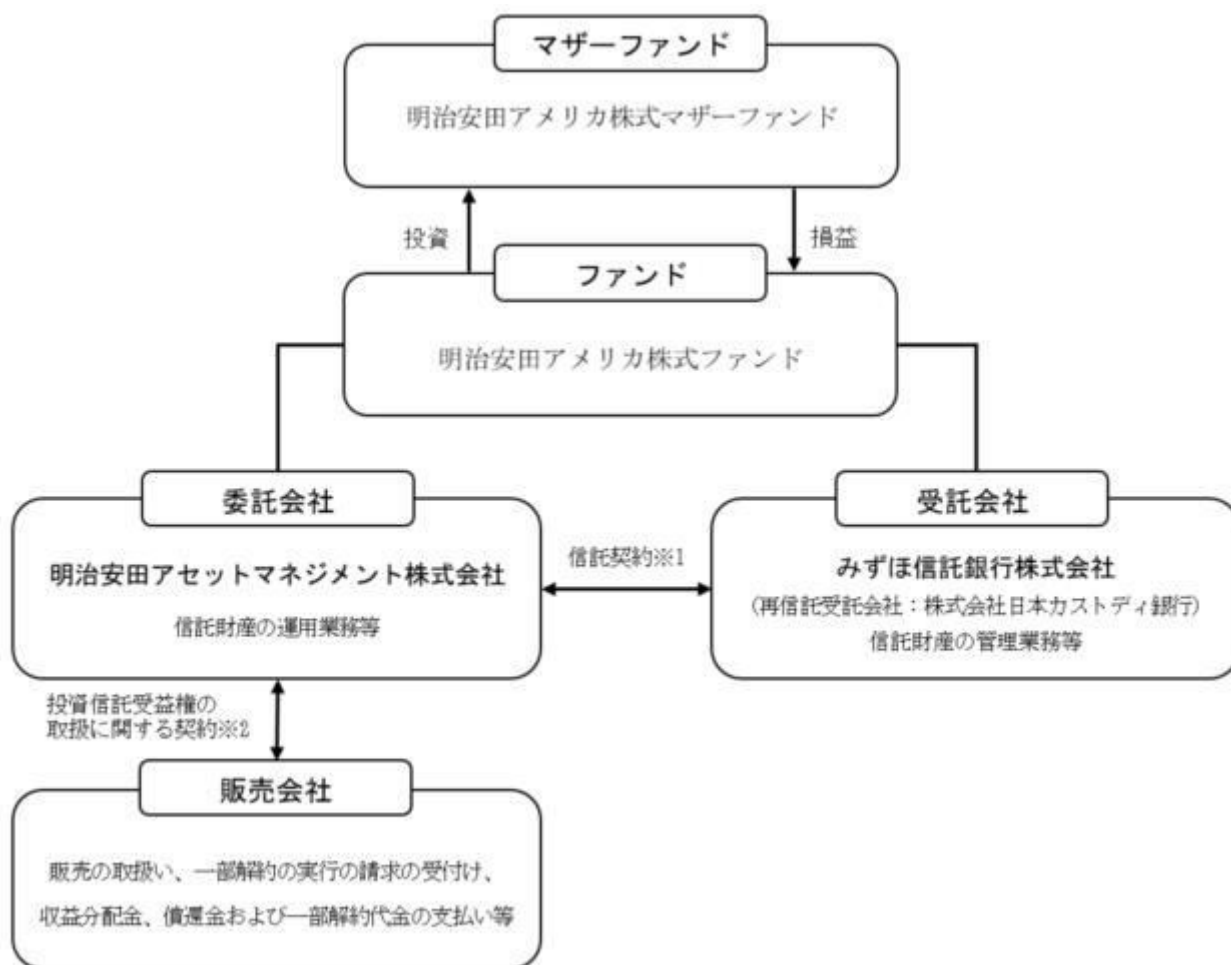 マザーファンド
明治安田アメリカ株式マザーファンド
投資
損益
ファンド
明治安田アメリカ株式ファンド
委託会社
明治安田アセットマネジメント株式会社
信託財産の運用業務等
信託契約※1
受託会社
みずほ信託銀行株式会社
(再信託受託会社：株式会社日本カストディ銀行)
信託財産の管理業務等
投資信託受益権の
取扱に関する契約※2
販売会社
販売の取扱い、一部解約の実行の請求の受付け、
収益分配金、償還金および一部解約代金の支払い等